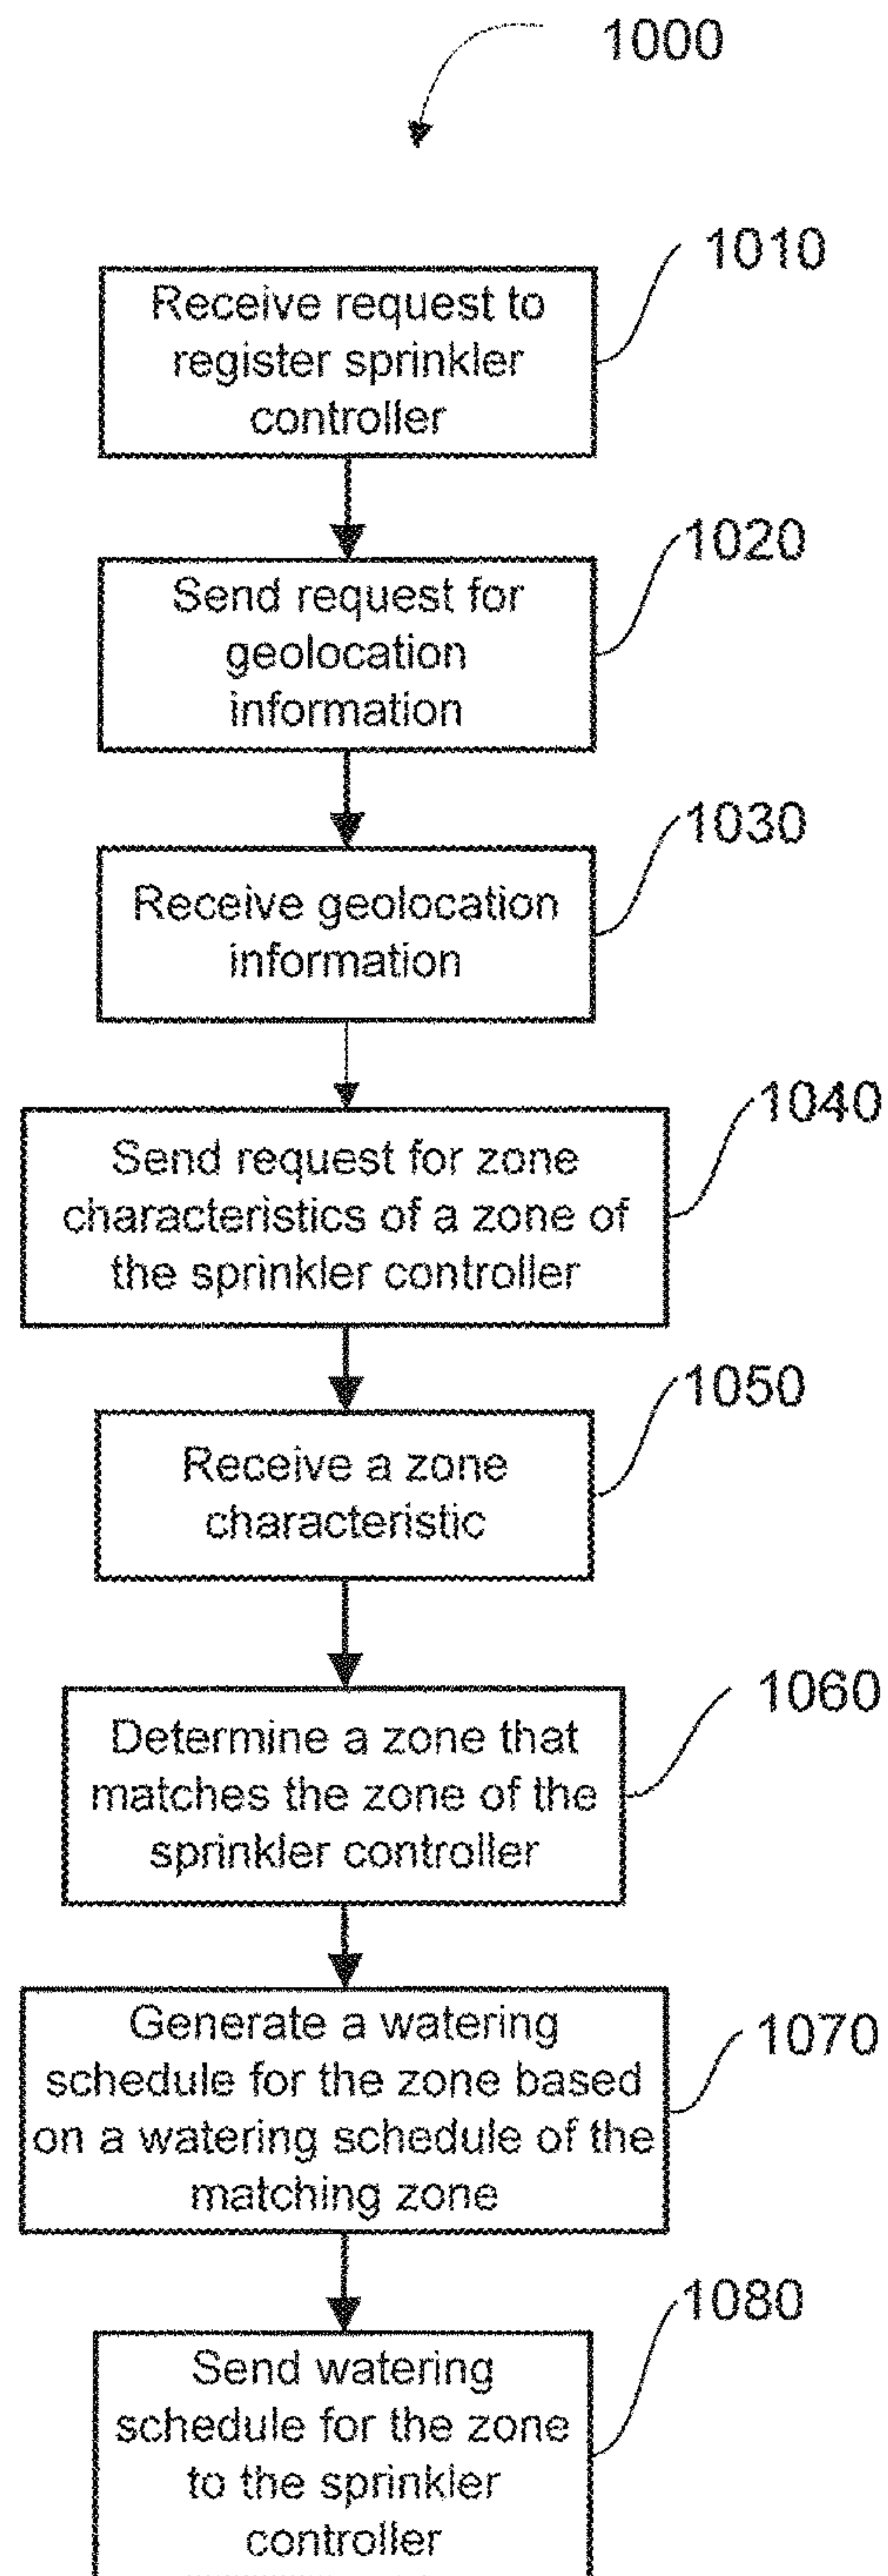 1000
1010
Receive request to
register sprinkler
controller
1020
Send request for
geolocation
information
1030
Receive geolocation
information
1040
Send request for zone
characteristics of a zone of
the sprinkler controller
1050
Receive a zone
characteristic
1060
Determine a zone that
matches the zone of the
sprinkler controller
1070
Generate a watering
schedule for the zone based
on a watering schedule of the
matching zone
1080
Send watering
schedule for the zone
to the sprinkler
controller